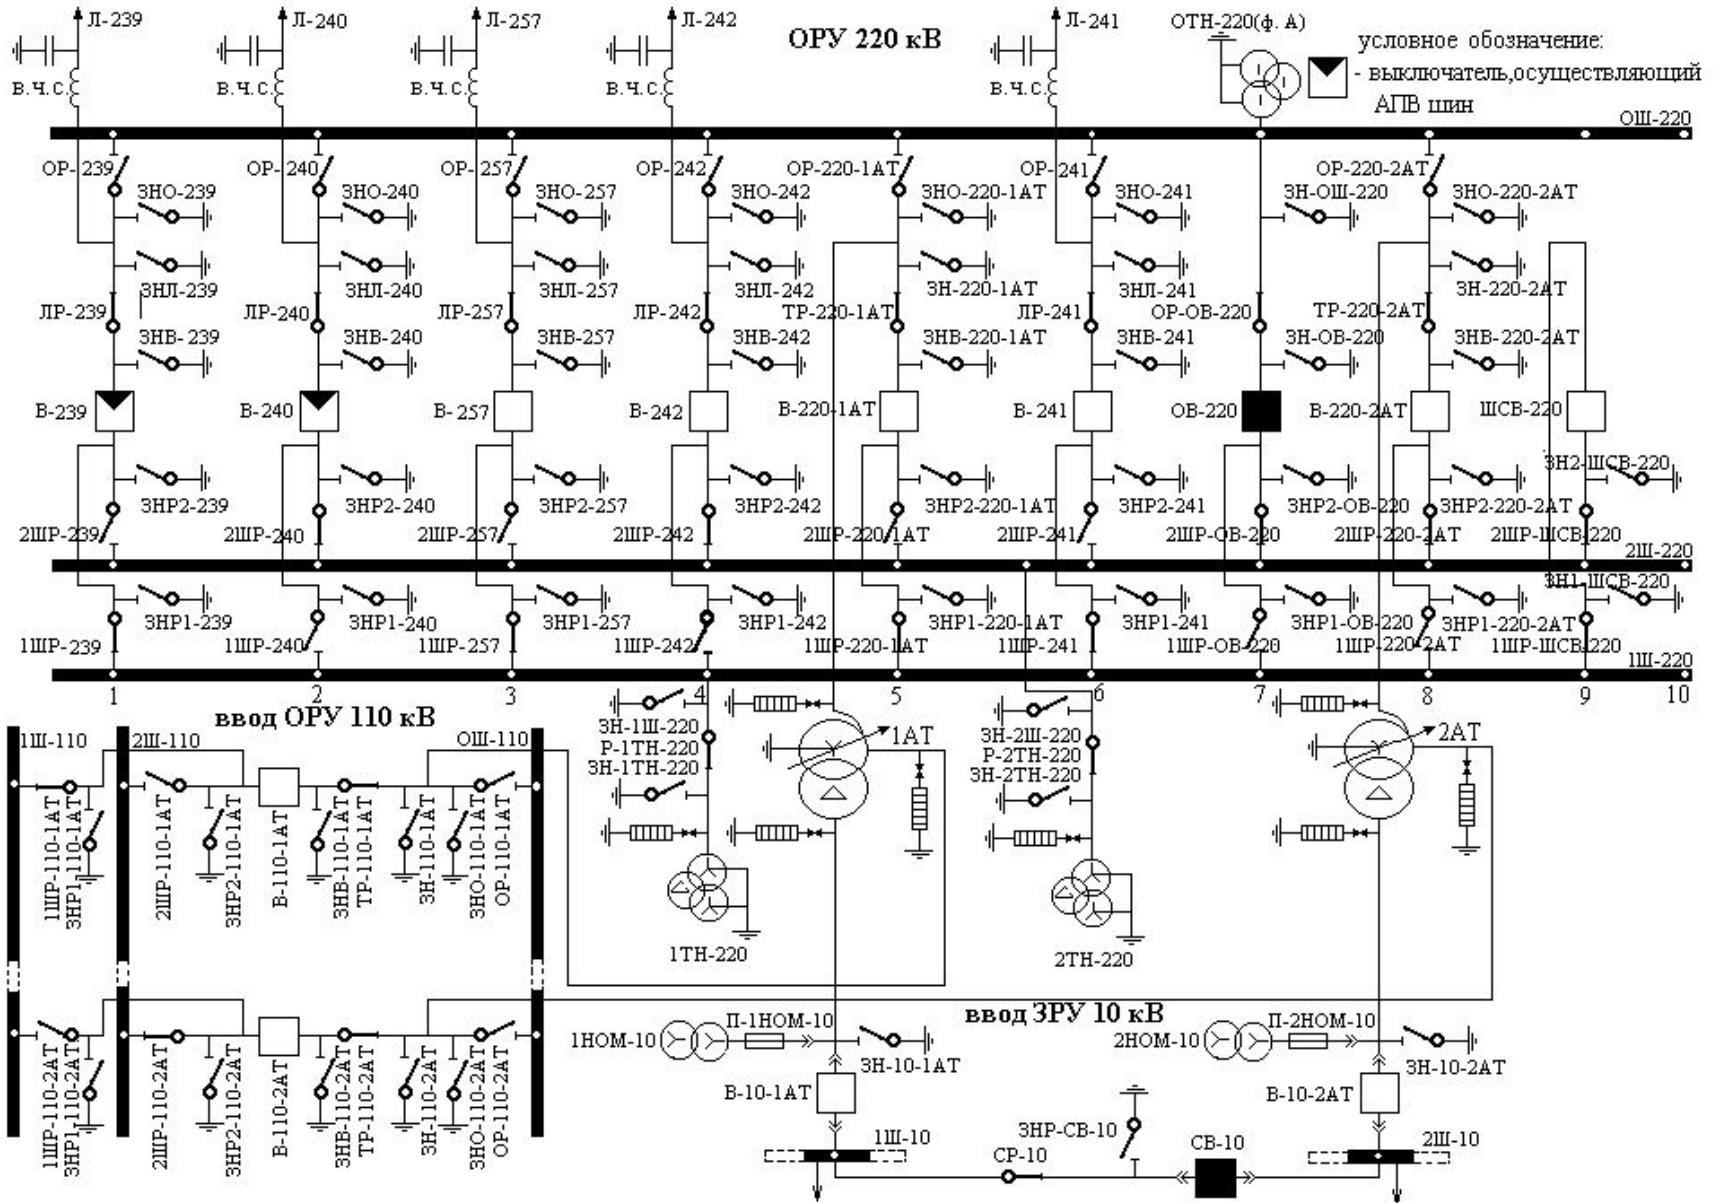 Л-239
Л-240
Л-257
Л-242
ОРУ 220 кВ
Л-241
ОТН-220(ф. А)
условное обозначение:
- выключатель,осуществляющий
АПВ шин
В.Ч.С.
В.Ч.С.
В.Ч.С.
В.Ч.С.
В.Ч.С.
ОШ-220
ОР-239
ОР-240
ОР-257
ОР-242
ОР-220-1АТ
ОР-241
ОР-220-2АТ
ЗНО-239
ЗНО-240
ЗНО-257
ЗНО-242
ЗНО-220-1АТ
ЗНО-241
ЗН-ОШ-220
ЗНО-220-2АТ
ЗНЛ-239
ЗНЛ-240
ЗНЛ-257
ЗНЛ-242
ЗН-220-1АТ
ЗНЛ-241
ЗН-220-2АТ
ЛР-239
ЛР-240
ЛР-257
ЛР-242
ТР-220-1АТ
ЛР-241
ОР-ОВ-220
ТР-220-2АТ
ЗНВ-239
ЗНВ-240
ЗНВ-257
ЗНВ-242
ЗНВ-220-1АТ
ЗНВ-241
ЗН-ОВ-220
ЗНВ-220-2АТ
В-239
В-240
В-257
В-242
В-220-1АТ
В-241
ОВ-220
В-220-2АТ
ШСВ-220
ЗН2-ШСВ-220
ЗНР2-239
ЗНР2-240
ЗНР2-257
ЗНР2-242
ЗНР2-220-1АТ
ЗНР2-241
ЗНР2-ОВ-220
ЗНР2-220-2АТ
2ШР-239
2ШР-240
2ШР-257
2ШР-242
2ШР-220-1АТ
2ШР-241
2ШР-ОВ-220
2ШР-220-2АТ
2ШР-ШСВ-220
2Ш-220
ЗН1-ШСВ-220
ЗНР1-239
ЗНР1-240
ЗНР1-257
ЗНР1-242
ЗНР1-220-1АТ
ЗНР1-241
ЗНР1-ОВ-220
ЗНР1-220-2АТ
1ШР-239
1ШР-240
1ШР-257
1ШР-242
1ШР-220-1АТ
1ШР-241
1ШР-ОВ-220
1ШР-220-2АТ
1ШР-ШСВ-220
1Ш-220
1
2
3
4
5
6
7
8
9
10
ввод ОРУ 110 кВ
1Ш-110
2Ш-110
ОШ-110
ЗН-1Ш-220
Р-1ТН-220
ЗН-1ТН-220
1АТ
ЗН-2Ш-220
Р-2ТН-220
ЗН-2ТН-220
2АТ
1ШР-110-1АТ
ЗНР1-110-1АТ
2ШР-110-1АТ
ЗНР2-110-1АТ
В-110-1АТ
ЗНВ-110-1АТ
ТР-110-1АТ
ЗН-110-1АТ
ЗНО-110-1АТ
ОР-110-1АТ
1ТН-220
2ТН-220
ввод ЗРУ 10 кВ
1НОМ-10
П-1НОМ-10
2НОМ-10
П-2НОМ-10
ЗН-10-1АТ
ЗН-10-2АТ
1ШР-110-2АТ
ЗНР1-110-2АТ
2ШР-110-2АТ
ЗНР2-110-2АТ
В-110-2АТ
ЗНВ-110-2АТ
ТР-110-2АТ
ЗН-110-2АТ
ЗНО-110-2АТ
ОР-110-2АТ
В-10-1АТ
В-10-2АТ
1Ш-10
ЗНР-СВ-10
2Ш-10
СР-10
СВ-10